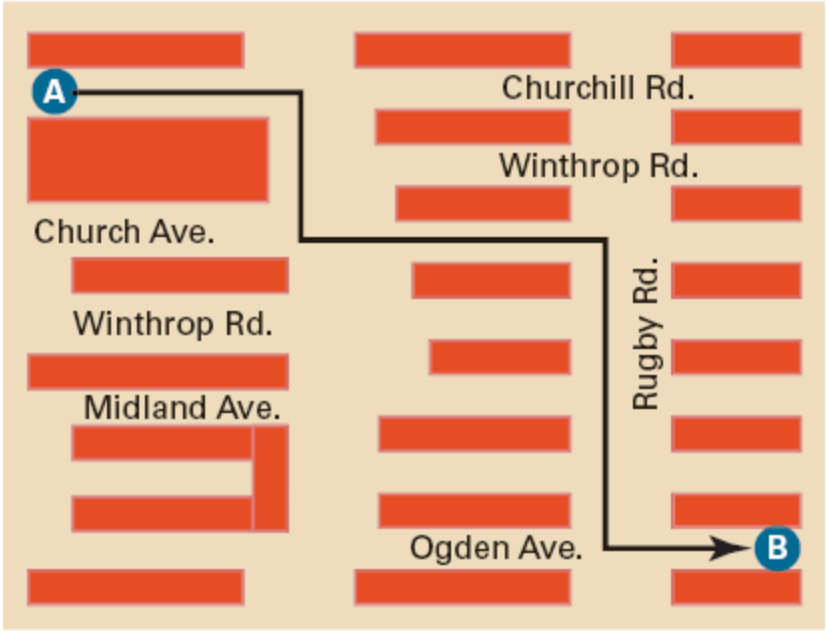 A
Churchill Rd.
Winthrop Rd.
Church Ave.
Rugby Rd.
Winthrop Rd.
Midland Ave.
Ogden Ave.
B